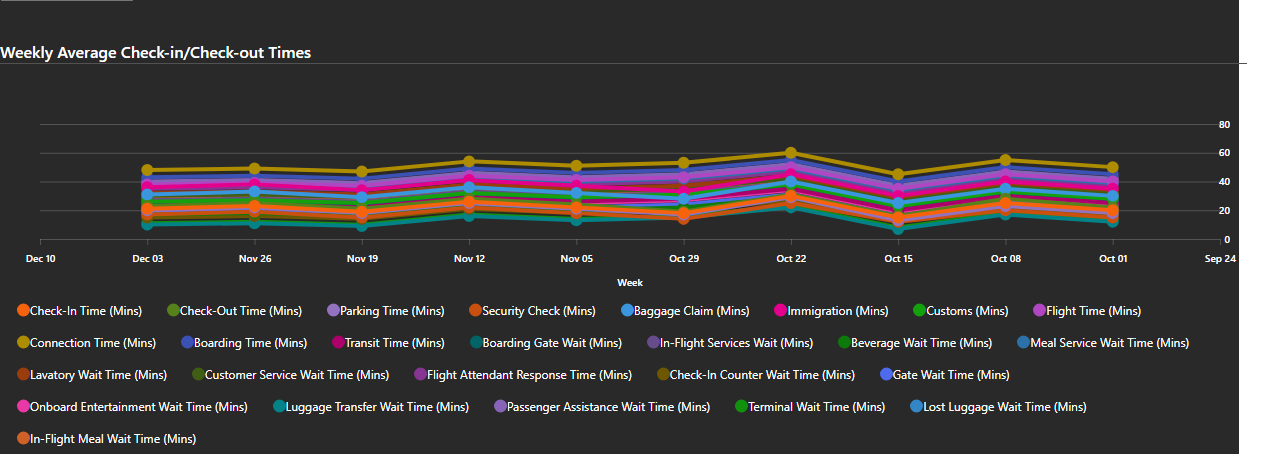 Weekly Average Check-in/Check-out Times
80
60
40
20
0
Dec 10 Dec 03 Nov 26 Nov 19 Nov 12 Nov 05 Oct 29 Oct 22 Oct 15 Oct 08 Oct 01 Sep 24
Week
Check-In Time (Mins) Check-Out Time (Mins) Parking Time (Mins) Security Check (Mins) Baggage Claim (Mins) Immigration (Mins) Customs (Mins) Flight Time (Mins)
Connection Time (Mins) Boarding Time (Mins) Transit Time (Mins) Boarding Gate Wait (Mins) In-Flight Services Wait (Mins) Beverage Wait Time (Mins) Meal Service Wait Time (Mins)
Lavatory Wait Time (Mins) Customer Service Wait Time (Mins) Flight Attendant Response Time (Mins) Check-In Counter Wait Time (Mins) Gate Wait Time (Mins)
Onboard Entertainment Wait Time (Mins) Luggage Transfer Wait Time (Mins) Passenger Assistance Wait Time (Mins) Terminal Wait Time (Mins) Lost Luggage Wait Time (Mins)
In-Flight Meal Wait Time (Mins)